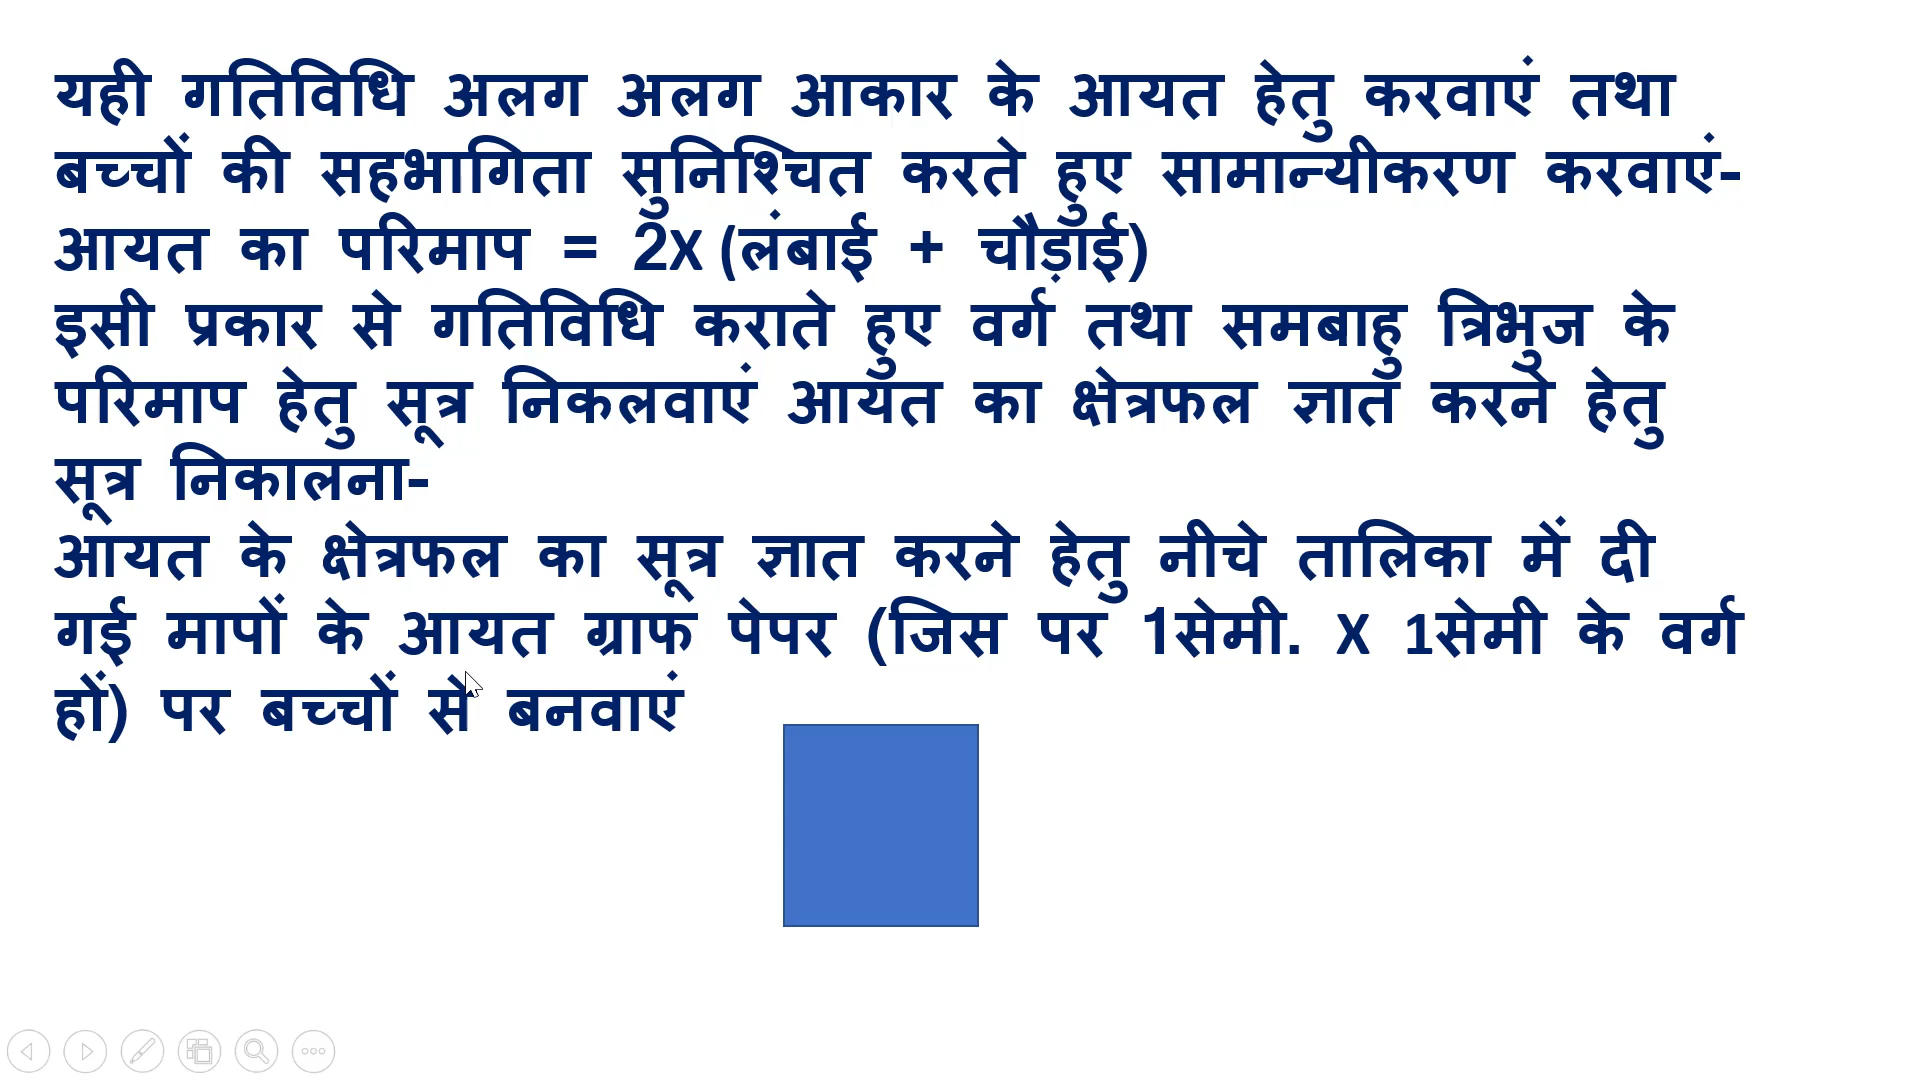 यही गतिविधि अलग अलग आकार के आयत हेतु करवाएं तथा
बच्चों की सहभागिता सुनिश्चित करते हुए सामान्यीकरण करवाएं-
आयत का परिमाप = 2X (लंबाई + चौड़ाई)
इसी प्रकार से गतिविधि कराते हुए वर्ग तथा समबाहु त्रिभुज के
परिमाप हेतु सूत्र निकलवाएं आयत का क्षेत्रफल ज्ञात करने हेतु
सूत्र निकालना-
आयत के क्षेत्रफल का सूत्र ज्ञात करने हेतु नीचे तालिका में दी
गई मापों के आयत ग्राफ पेपर (जिस पर 1सेमी. X 1सेमी के वर्ग
हों) पर बच्चों से बनवाएं